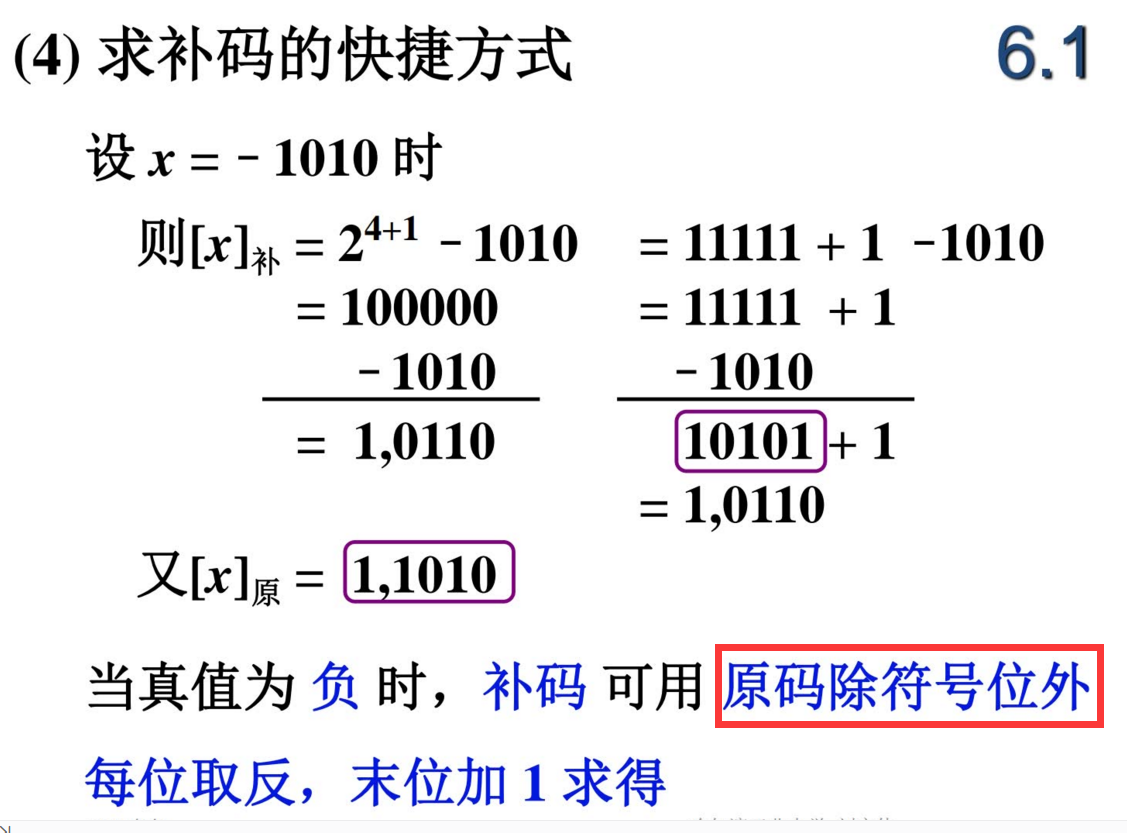 (4) 求补码的快捷方式 6.1
设 x = - 1010 时
则[x]补 = 2^{4+1} - 1010 = 11111 + 1 -1010
= 100000 = 11111 + 1
- 1010 - 1010
= 1,0110 10101 + 1
= 1,0110
又[x]原 = 1,1010
当真值为 负 时，补码 可用 原码除符号位外
每位取反，末位加 1 求得